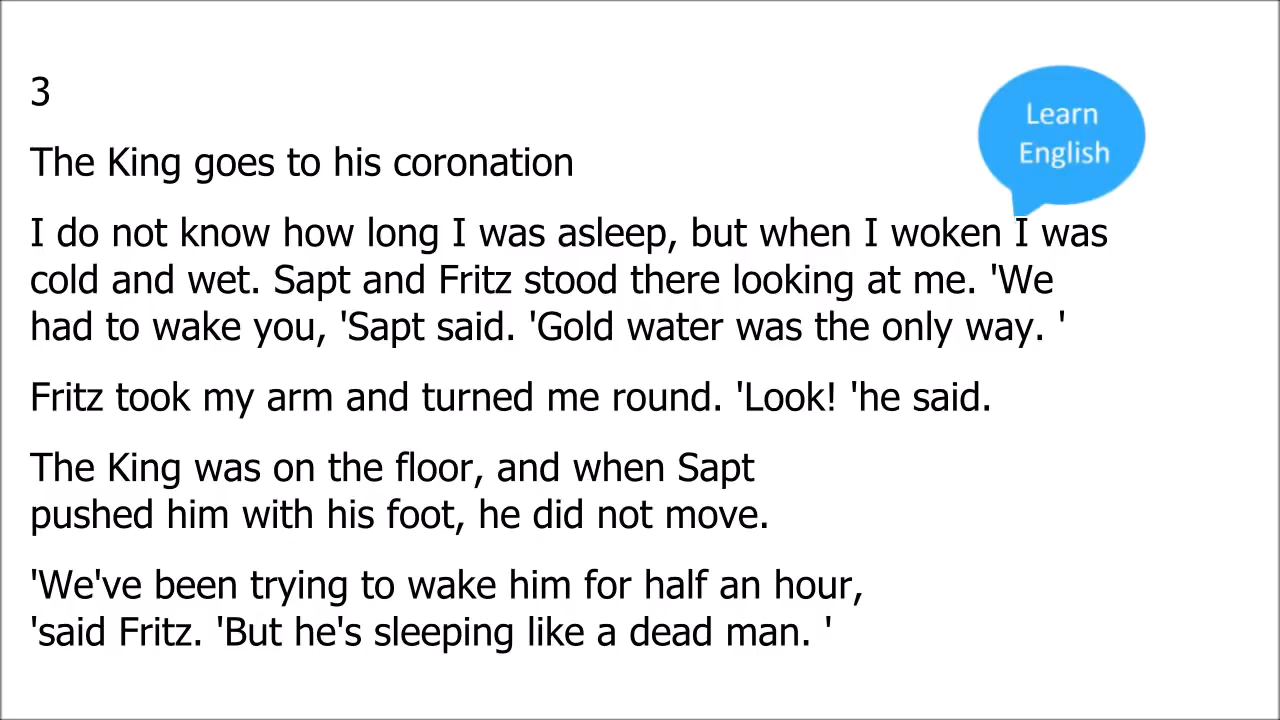 3
The King goes to his coronation
Learn
English
I do not know how long I was asleep, but when I woken I was
cold and wet. Sapt and Fritz stood there looking at me. 'We
had to wake you, 'Sapt said. 'Gold water was the only way. '
Fritz took my arm and turned me round. 'Look! 'he said.
The King was on the floor, and when Sapt
pushed him with his foot, he did not move.
'We've been trying to wake him for half an hour,
'said Fritz. 'But he's sleeping like a dead man. '